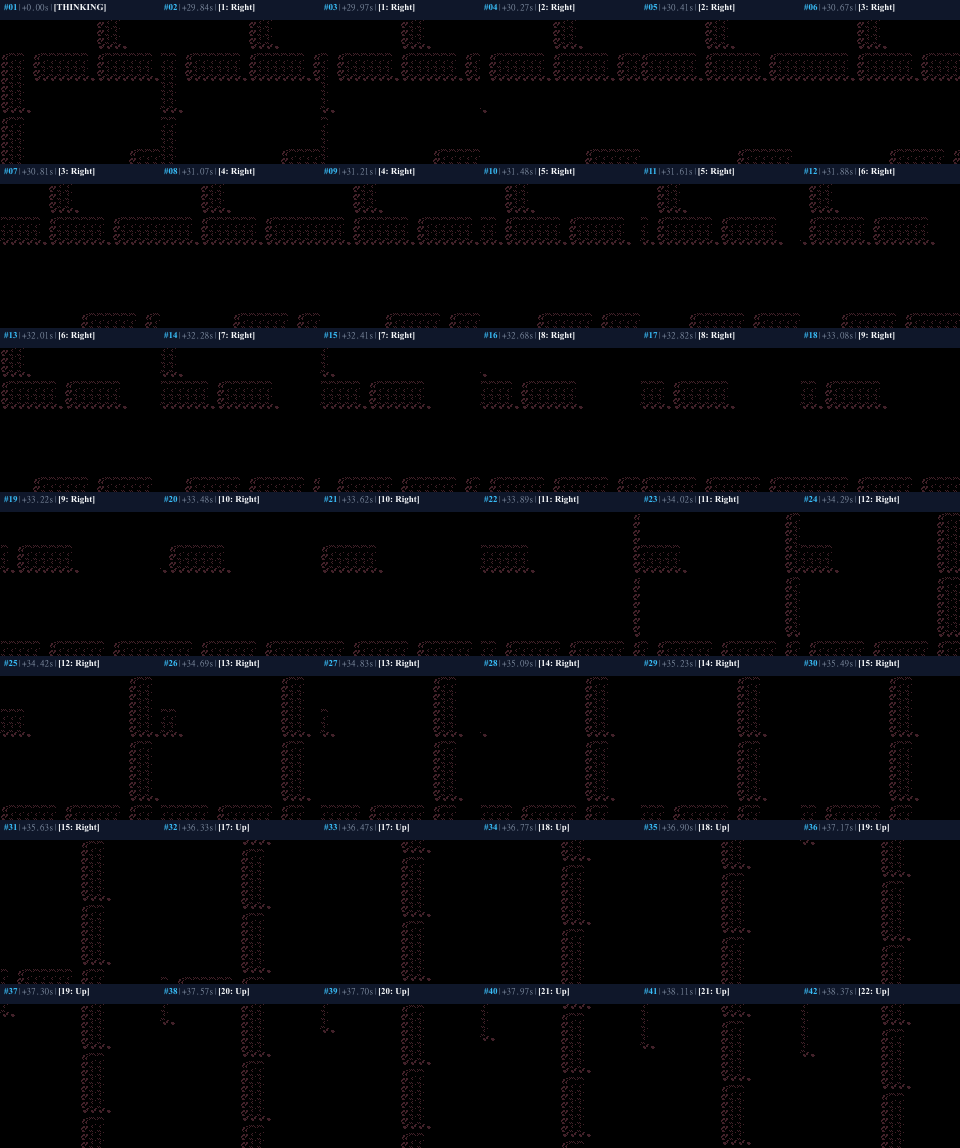 #01|+0.00s|[THINKING] #02|+29.84s|[1: Right] #03|+29.97s|[1: Right] #04|+30.27s|[2: Right] #05|+30.41s|[2: Right] #06|+30.67s|[3: Right]
#07|+30.81s|[3: Right] #08|+31.07s|[4: Right] #09|+31.21s|[4: Right] #10|+31.48s|[5: Right] #11|+31.61s|[5: Right] #12|+31.88s|[6: Right]
#13|+32.01s|[6: Right] #14|+32.28s|[7: Right] #15|+32.41s|[7: Right] #16|+32.68s|[8: Right] #17|+32.82s|[8: Right] #18|+33.08s|[9: Right]
#19|+33.22s|[9: Right] #20|+33.48s|[10: Right] #21|+33.62s|[10: Right] #22|+33.89s|[11: Right] #23|+34.02s|[11: Right] #24|+34.29s|[12: Right]
#25|+34.42s|[12: Right] #26|+34.69s|[13: Right] #27|+34.83s|[13: Right] #28|+35.09s|[14: Right] #29|+35.23s|[14: Right] #30|+35.49s|[15: Right]
#31|+35.63s|[15: Right] #32|+36.33s|[17: Up] #33|+36.47s|[17: Up] #34|+36.77s|[18: Up] #35|+36.90s|[18: Up] #36|+37.17s|[19: Up]
#37|+37.30s|[19: Up] #38|+37.57s|[20: Up] #39|+37.70s|[20: Up] #40|+37.97s|[21: Up] #41|+38.11s|[21: Up] #42|+38.37s|[22: Up]